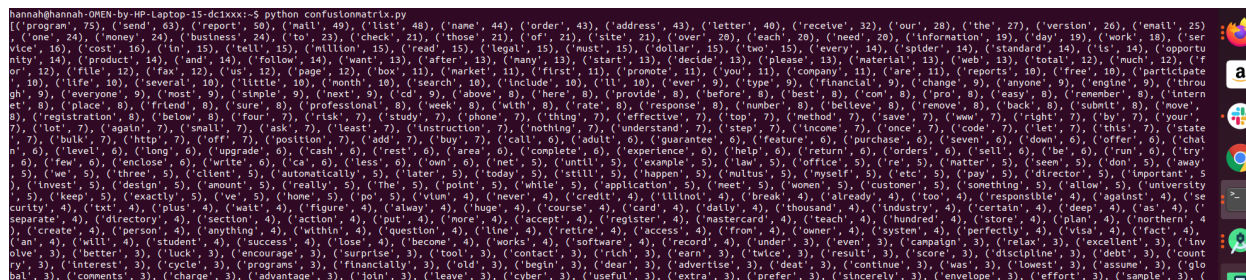 hannah@hannah-OMEN-by-HP-Laptop-15-dc1xxx:~$ python confusionmatrix.py
[('program', 75), ('send', 63), ('report', 50), ('mail', 49), ('list', 48), ('name', 44), ('order', 43), ('address', 43), ('letter', 40), ('receive', 32), ('our', 28), ('the', 27), ('version', 26), ('email', 25)
, ('one', 24), ('money', 24), ('business', 24), ('to', 23), ('check', 21), ('those', 21), ('of', 21), ('site', 21), ('over', 20), ('each', 20), ('need', 20), ('information', 19), ('day', 19), ('work', 18), ('ser
vice', 16), ('cost', 16), ('in', 15), ('tell', 15), ('million', 15), ('read', 15), ('legal', 15), ('must', 15), ('dollar', 15), ('two', 15), ('every', 14), ('spider', 14), ('standard', 14), ('is', 14), ('opportu
nity', 14), ('product', 14), ('and', 14), ('follow', 14), ('want', 13), ('after', 13), ('many', 13), ('start', 13), ('decide', 13), ('please', 13), ('material', 13), ('web', 13), ('total', 12), ('much', 12), ('f
or', 12), ('file', 12), ('fax', 12), ('us', 12), ('page', 12), ('box', 11), ('market', 11), ('first', 11), ('promote', 11), ('you', 11), ('company', 11), ('are', 11), ('reports', 10), ('free', 10), ('participate
', 10), ('life', 10), ('several', 10), ('little', 10), ('month', 10), ('search', 10), ('include', 10), ('ll', 10), ('ever', 9), ('type', 9), ('financial', 9), ('change', 9), ('anyone', 9), ('engine', 9), ('throu
gh', 9), ('everyone', 9), ('most', 9), ('simple', 9), ('next', 9), ('cd', 9), ('above', 8), ('here', 8), ('provide', 8), ('before', 8), ('best', 8), ('com', 8), ('pro', 8), ('easy', 8), ('remember', 8), ('intern
et', 8), ('place', 8), ('friend', 8), ('sure', 8), ('professional', 8), ('week', 8), ('with', 8), ('rate', 8), ('response', 8), ('number', 8), ('believe', 8), ('remove', 8), ('back', 8), ('submit', 8), ('move',
8), ('registration', 8), ('below', 8), ('four', 7), ('risk', 7), ('study', 7), ('phone', 7), ('thing', 7), ('effective', 7), ('top', 7), ('method', 7), ('save', 7), ('www', 7), ('right', 7), ('by', 7), ('your',
7), ('lot', 7), ('again', 7), ('small', 7), ('ask', 7), ('least', 7), ('instruction', 7), ('nothing', 7), ('understand', 7), ('step', 7), ('income', 7), ('once', 7), ('code', 7), ('let', 7), ('this', 7), ('state
', 7), ('bulk', 7), ('http', 7), ('off', 7), ('position', 7), ('add', 7), ('buy', 7), ('call', 6), ('adult', 6), ('guarantee', 6), ('feature', 6), ('purchase', 6), ('seven', 6), ('down', 6), ('offer', 6), ('chai
n', 6), ('level', 6), ('long', 6), ('upgrade', 6), ('cash', 6), ('rest', 6), ('area', 6), ('complete', 6), ('experience', 6), ('help', 6), ('return', 6), ('orders', 6), ('sell', 6), ('be', 6), ('run', 6), ('try'
, 6), ('few', 6), ('enclose', 6), ('write', 6), ('ca', 6), ('less', 6), ('own', 6), ('net', 5), ('until', 5), ('example', 5), ('law', 5), ('office', 5), ('re', 5), ('matter', 5), ('seem', 5), ('don', 5), ('away'
, 5), ('we', 5), ('three', 5), ('client', 5), ('automatically', 5), ('later', 5), ('today', 5), ('still', 5), ('happen', 5), ('multus', 5), ('myself', 5), ('etc', 5), ('pay', 5), ('director', 5), ('important', 5
), ('invest', 5), ('design', 5), ('amount', 5), ('really', 5), ('The', 5), ('point', 5), ('while', 5), ('application', 5), ('meet', 5), ('women', 5), ('customer', 5), ('something', 5), ('allow', 5), ('university
', 5), ('keep', 5), ('exactly', 5), ('ve', 5), ('home', 5), ('po', 5), ('vium', 4), ('never', 4), ('credit', 4), ('illinoi', 4), ('break', 4), ('already', 4), ('too', 4), ('responsible', 4), ('against', 4), ('se
curity', 4), ('txt', 4), ('plus', 4), ('wait', 4), ('figure', 4), ('alway', 4), ('huge', 4), ('course', 4), ('card', 4), ('daily', 4), ('thousand', 4), ('industry', 4), ('certain', 4), ('deep', 4), ('as', 4), ('
separate', 4), ('directory', 4), ('section', 4), ('action', 4), ('put', 4), ('more', 4), ('accept', 4), ('register', 4), ('mastercard', 4), ('teach', 4), ('hundred', 4), ('store', 4), ('plan', 4), ('northern', 4
), ('create', 4), ('person', 4), ('anything', 4), ('within', 4), ('question', 4), ('line', 4), ('retire', 4), ('access', 4), ('from', 4), ('owner', 4), ('system', 4), ('perfectly', 4), ('visa', 4), ('fact', 4),
('an', 4), ('will', 4), ('student', 4), ('success', 4), ('lose', 4), ('become', 4), ('works', 4), ('software', 4), ('record', 4), ('under', 3), ('even', 3), ('campaign', 3), ('relax', 3), ('excellent', 3), ('inv
olve', 3), ('better', 3), ('luck', 3), ('encourage', 3), ('surprise', 3), ('tool', 3), ('contact', 3), ('rich', 3), ('earn', 3), ('twice', 3), ('result', 3), ('score', 3), ('discipline', 3), ('debt', 3), ('count
ry', 3), ('interest', 3), ('cycle', 3), ('programs', 3), ('financially', 3), ('old', 3), ('begin', 3), ('dear', 3), ('advertise', 3), ('deat', 3), ('continue', 3), ('was', 3), ('lowest', 3), ('assume', 3), ('glo
bal', 3), ('comments', 3), ('charge', 3), ('advantage', 3), ('join', 3), ('leave', 3), ('cyber', 3), ('useful', 3), ('extra', 3), ('prefer', 3), ('sincerely', 3), ('envelope', 3), ('effort', 3), ('sample', 3), (